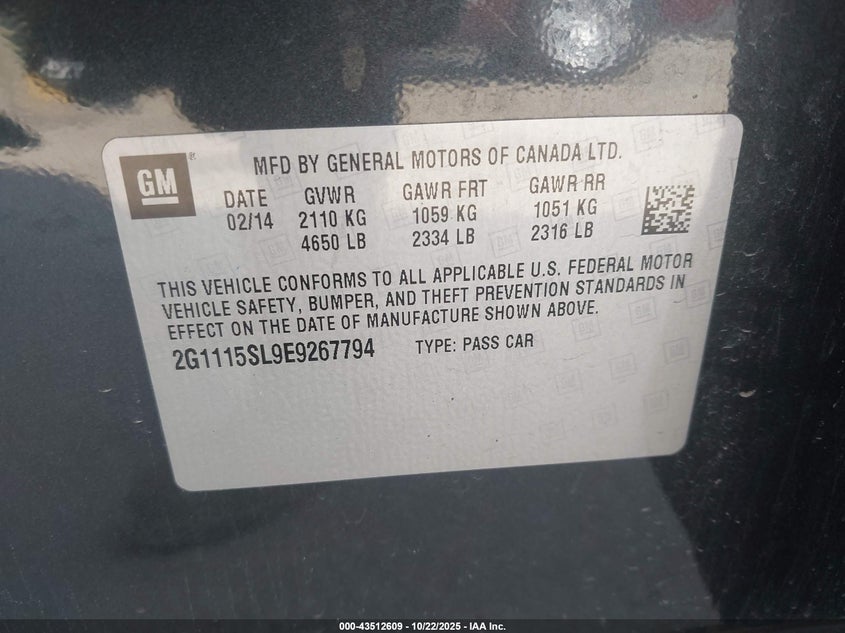 GM
MFD BY GENERAL MOTORS OF CANADA LTD.
DATE GVWR GAWR FRT GAWR RR
02/14 2110 KG 1059 KG 1051 KG
4650 LB 2334 LB 2316 LB
THIS VEHICLE CONFORMS TO ALL APPLICABLE U.S. FEDERAL MOTOR
VEHICLE SAFETY, BUMPER, AND THEFT PREVENTION STANDARDS IN
EFFECT ON THE DATE OF MANUFACTURE SHOWN ABOVE.
2G1115SL9E9267794 TYPE: PASS CAR
000-43512609 - 10/22/2025 - IAA Inc.